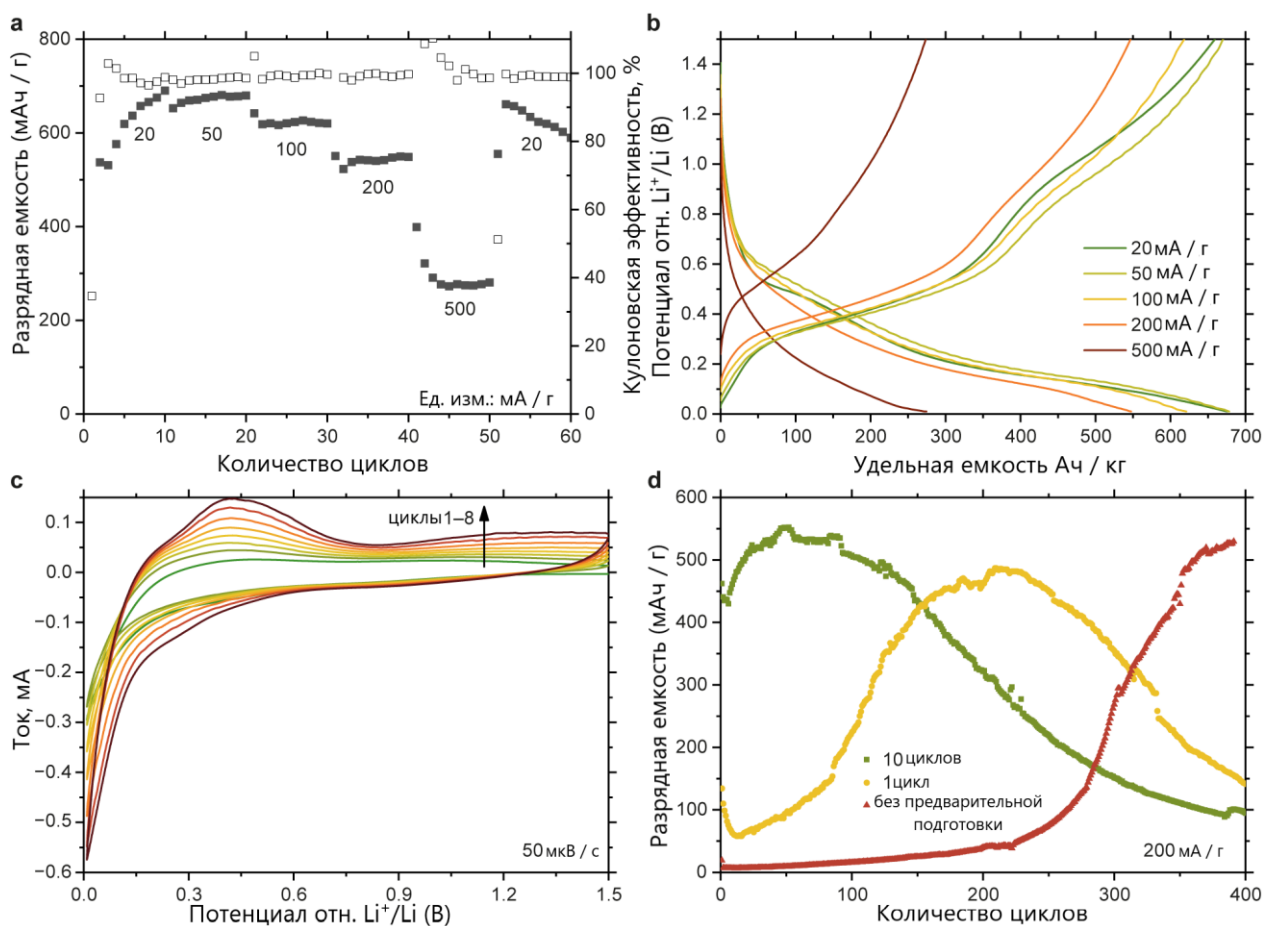 a
800
600
400
200
0
100
80
60
40
20
0
0
10
20
30
40
50
60
20
50
100
200
500
20
Ед. изм.: мА / г
Разрядная емкость (мАч / г)
Кулоновская эффективность, %
Количество циклов
b
1.4
1.2
1.0
0.8
0.6
0.4
0.2
0.0
0
100
200
300
400
500
600
700
20 мА / г
50 мА / г
100 мА / г
200 мА / г
500 мА / г
Потенциал отн. Li⁺/Li (В)
Удельная емкость Ач / кг
c
0.1
0.0
−0.1
−0.2
−0.3
−0.4
−0.5
−0.6
0.0
0.3
0.6
0.9
1.2
1.5
циклы 1–8
50 мкВ / с
Ток, мА
Потенциал отн. Li⁺/Li (В)
d
600
500
400
300
200
100
0
0
100
200
300
400
10 циклов
1 цикл
без предварительной
подготовки
200 мА / г
Разрядная емкость (мАч / г)
Количество циклов